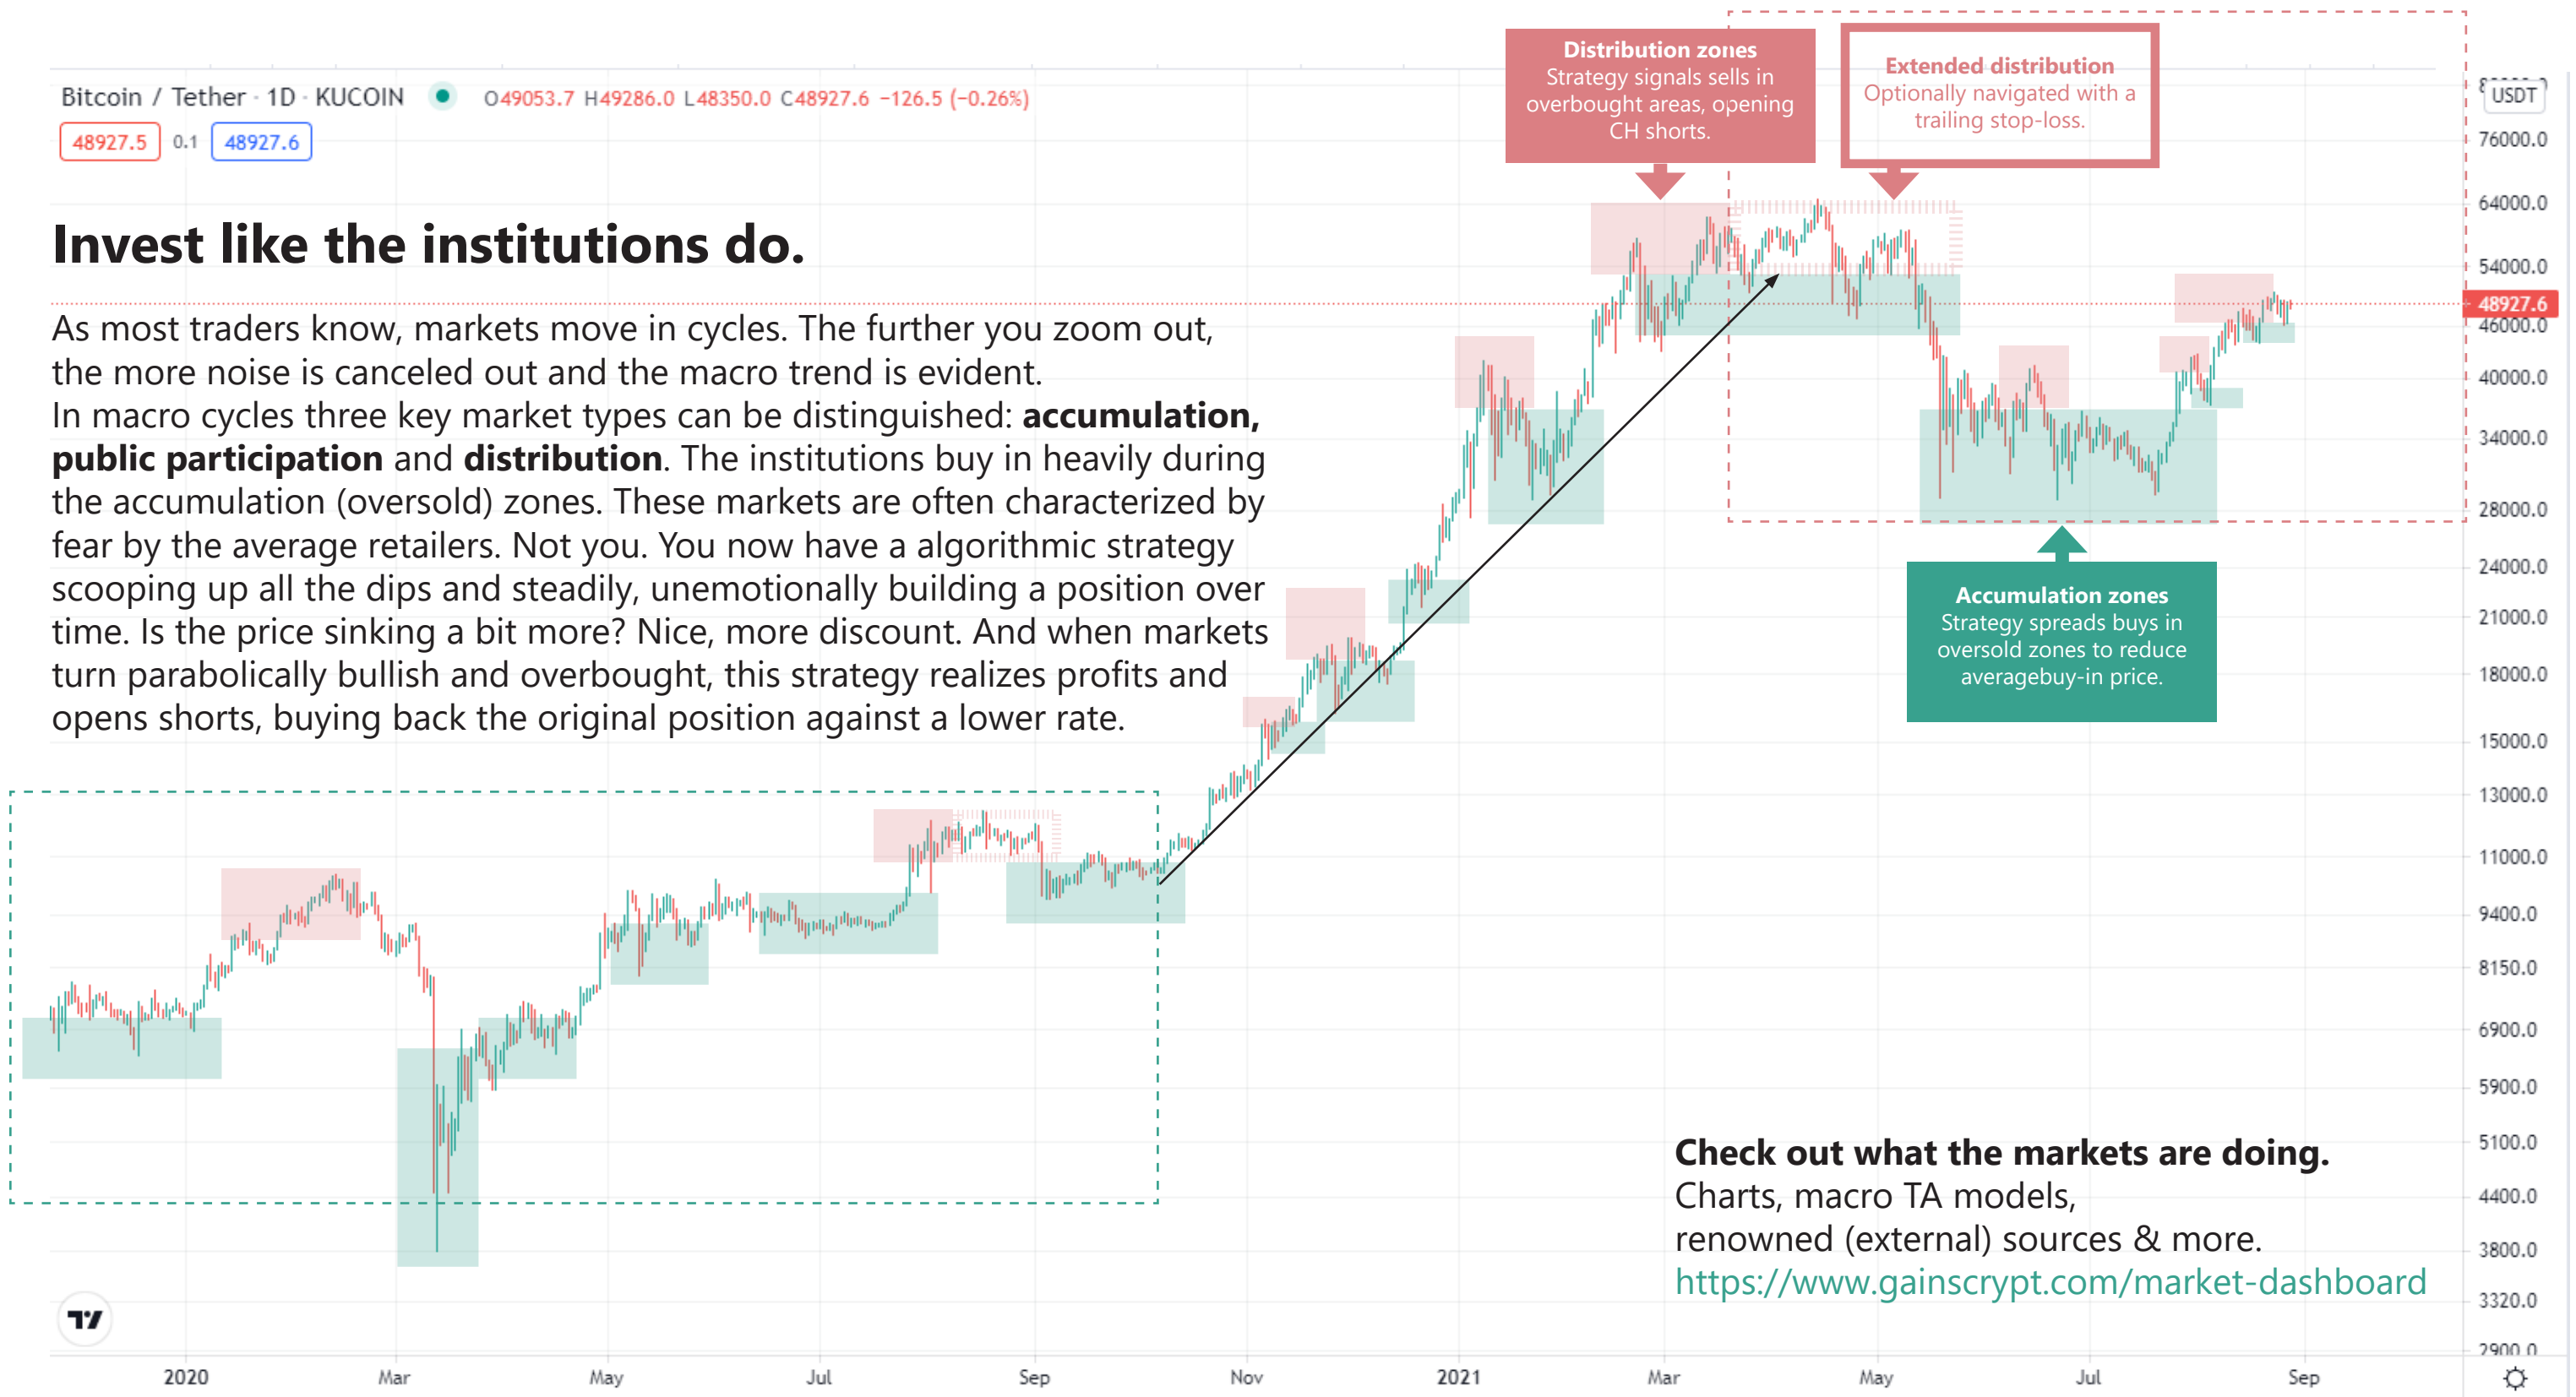 Bitcoin / Tether · 1D · KUCOIN O49053.7 H49286.0 L48350.0 C48927.6 −126.5 (−0.26%)
48927.5 0.1 48927.6
Invest like the institutions do.
As most traders know, markets move in cycles. The further you zoom out,
the more noise is canceled out and the macro trend is evident.
In macro cycles three key market types can be distinguished: accumulation,
public participation and distribution. The institutions buy in heavily during
the accumulation (oversold) zones. These markets are often characterized by
fear by the average retailers. Not you. You now have a algorithmic strategy
scooping up all the dips and steadily, unemotionally building a position over
time. Is the price sinking a bit more? Nice, more discount. And when markets
turn parabolically bullish and overbought, this strategy realizes profits and
opens shorts, buying back the original position against a lower rate.
Distribution zones
Strategy signals sells in
overbought areas, opening
CH shorts.
Extended distribution
Optionally navigated with a
trailing stop-loss.
Accumulation zones
Strategy spreads buys in
oversold zones to reduce
averagebuy-in price.
Check out what the markets are doing.
Charts, macro TA models,
renowned (external) sources & more.
https://www.gainscrypt.com/market-dashboard
USDT
76000.0
64000.0
54000.0
48927.6
46000.0
40000.0
34000.0
28000.0
24000.0
21000.0
18000.0
15000.0
13000.0
11000.0
9400.0
8150.0
6900.0
5900.0
5100.0
4400.0
3800.0
3320.0
2900.0
2020 Mar May Jul Sep Nov 2021 Mar May Jul Sep